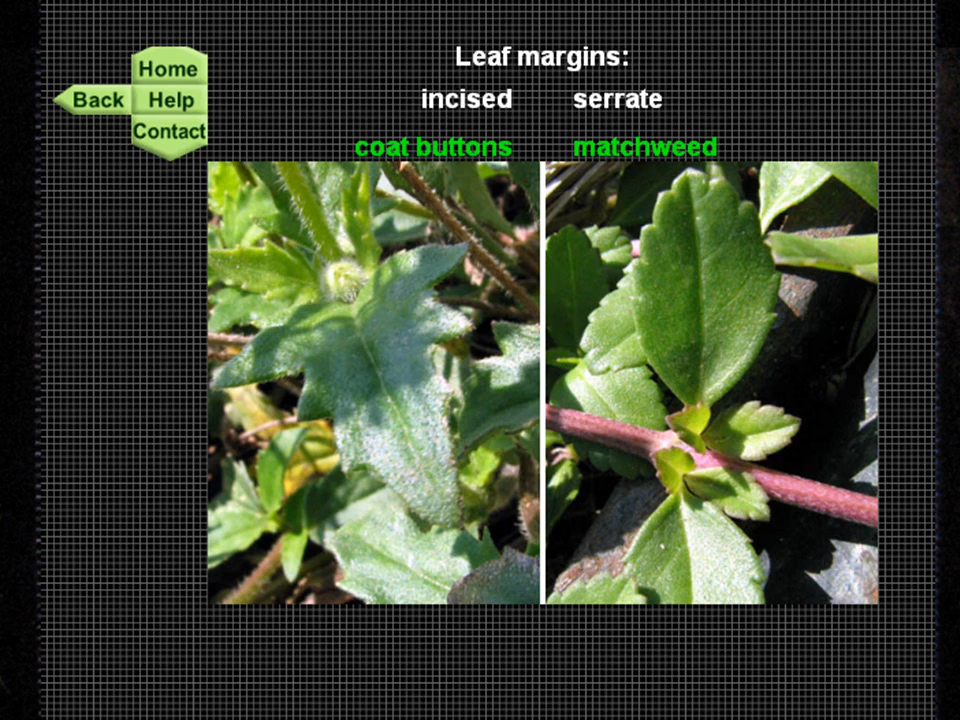 Leaf margins:
Home
Back
Help
incised serrate
Contact
coat buttons matchweed